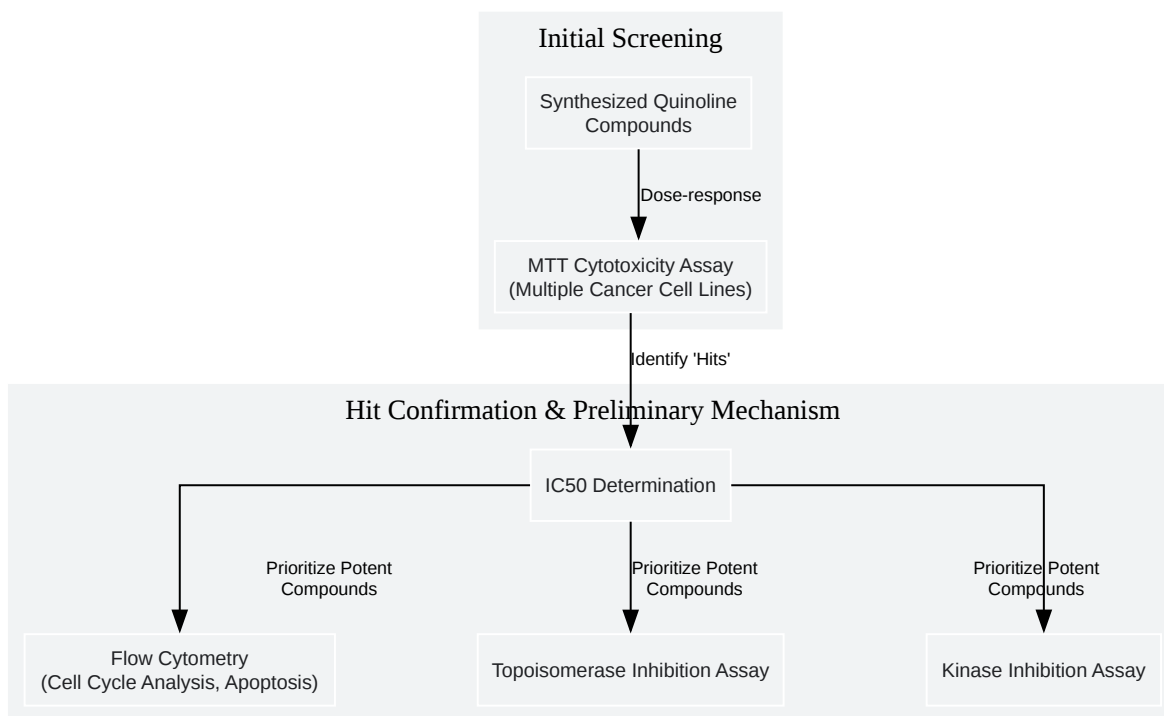 Initial Screening
Synthesized Quinoline
Compounds
Dose-response
MTT Cytotoxicity Assay
(Multiple Cancer Cell Lines)
Identify 'Hits'
Hit Confirmation & Preliminary Mechanism
IC50 Determination
Prioritize Potent
Compounds
Prioritize Potent
Compounds
Prioritize Potent
Compounds
Flow Cytometry
(Cell Cycle Analysis, Apoptosis)
Topoisomerase Inhibition Assay
Kinase Inhibition Assay